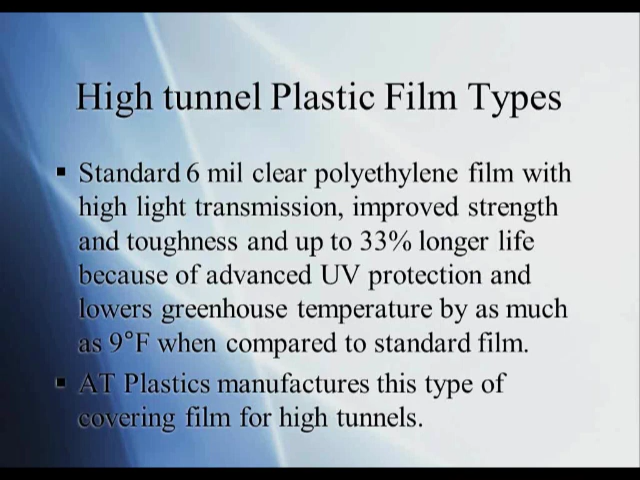 High tunnel Plastic Film Types
▪ Standard 6 mil clear polyethylene film with
high light transmission, improved strength
and toughness and up to 33% longer life
because of advanced UV protection and
lowers greenhouse temperature by as much
as 9°F when compared to standard film.
▪ AT Plastics manufactures this type of
covering film for high tunnels.